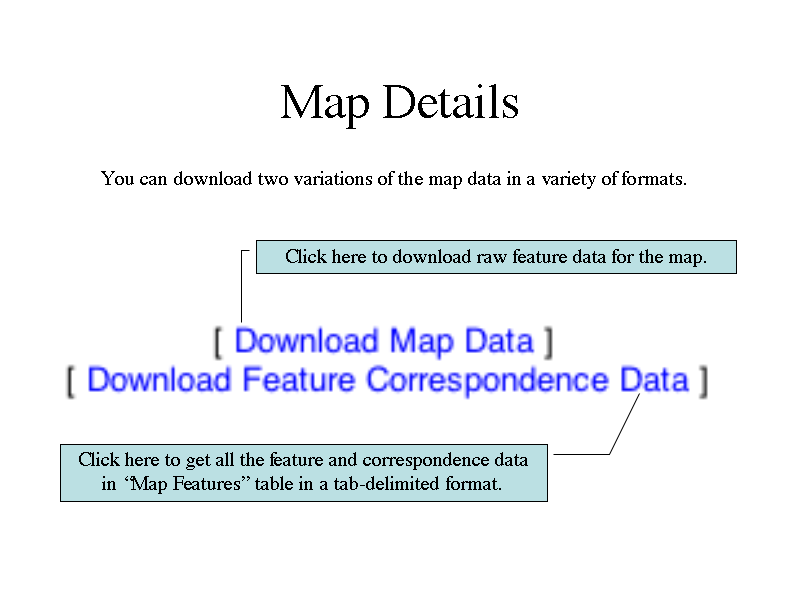 Map Details
You can download two variations of the map data in a variety of formats.
Click here to download raw feature data for the map.
[ Download Map Data ]
[ Download Feature Correspondence Data ]
Click here to get all the feature and correspondence data
in “Map Features” table in a tab-delimited format.